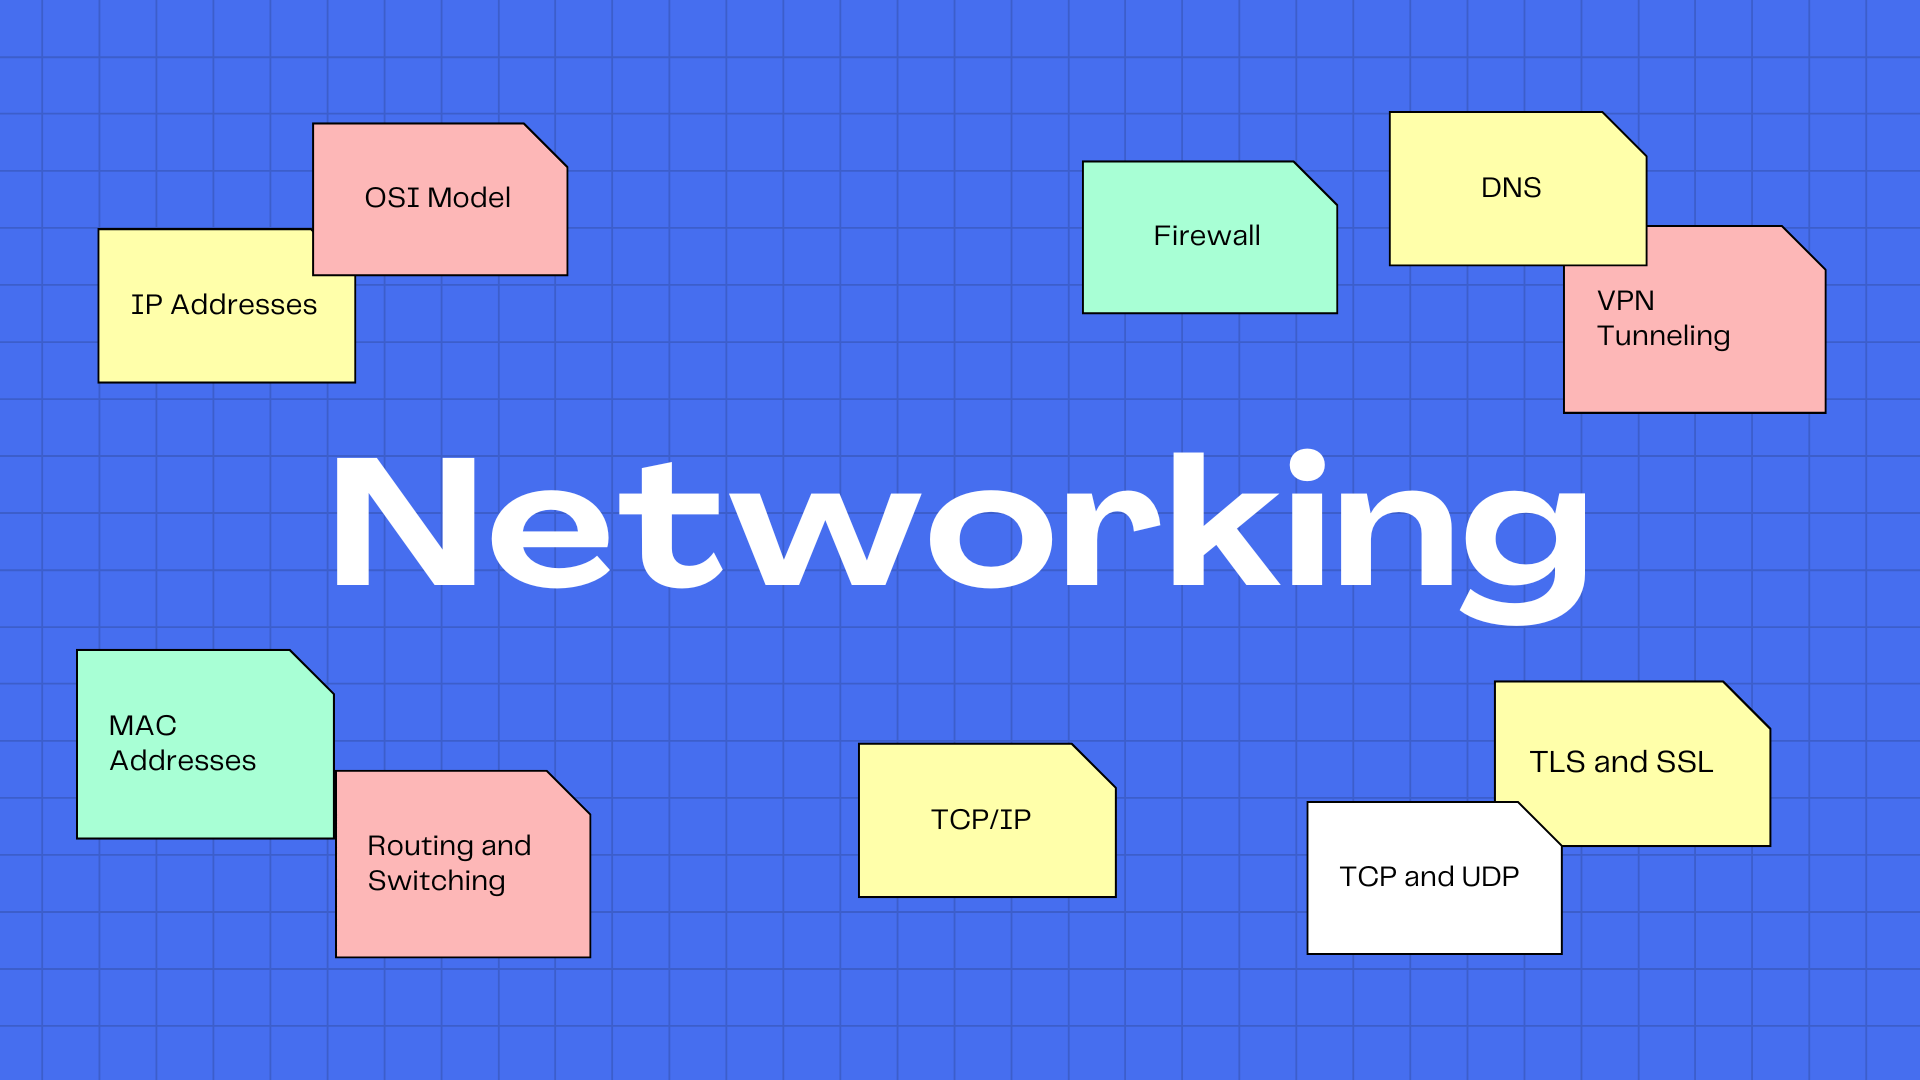 OSI Model
IP Addresses
Firewall
DNS
VPN
Tunneling
Networking
MAC
Addresses
Routing and
Switching
TCP/IP
TLS and SSL
TCP and UDP